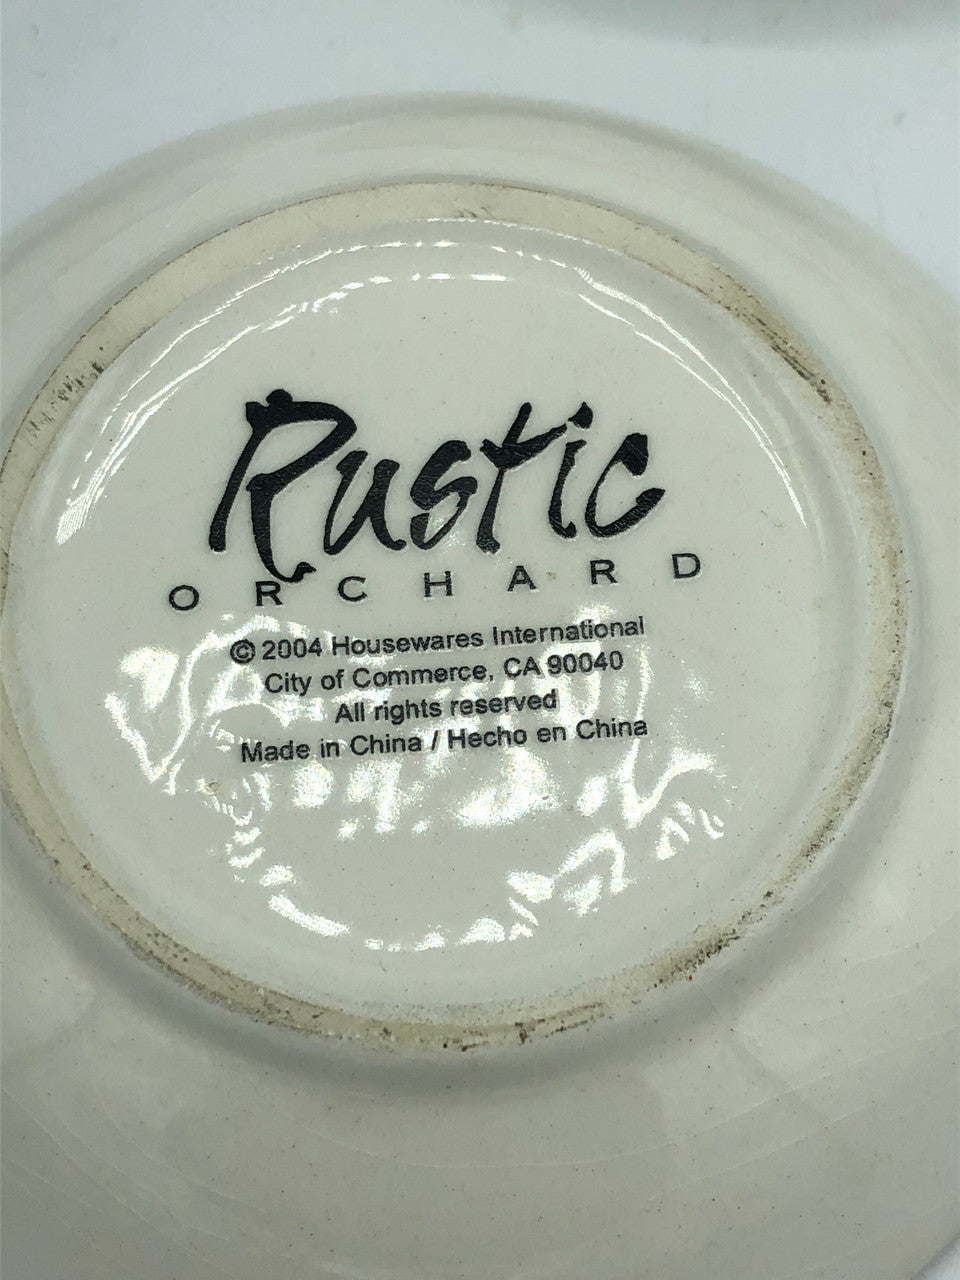 Rustic
ORCHARD
© 2004 Housewares International
City of Commerce, CA 90040
All rights reserved
Made in China / Hecho en China